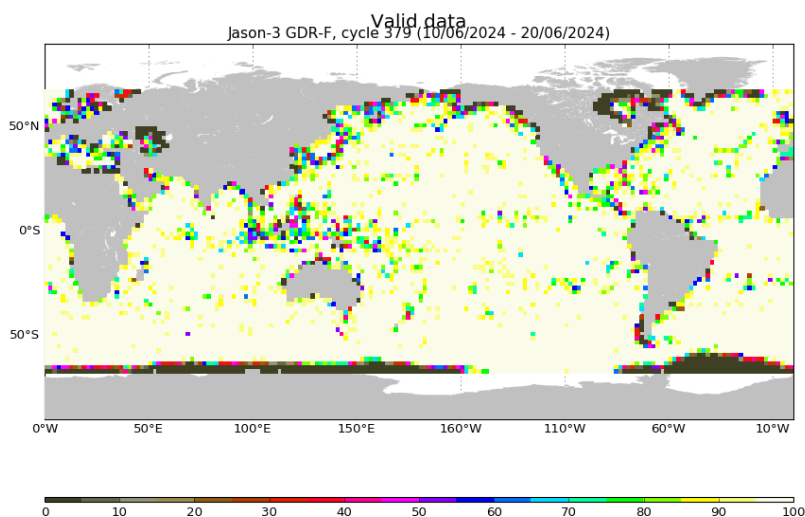 Valid data
Jason-3 GDR-F, cycle 379 (10/06/2024 - 20/06/2024)
50°N
0°S
50°S
0°W 50°E 100°E 150°E 160°W 110°W 60°W 10°W
0 10 20 30 40 50 60 70 80 90 100